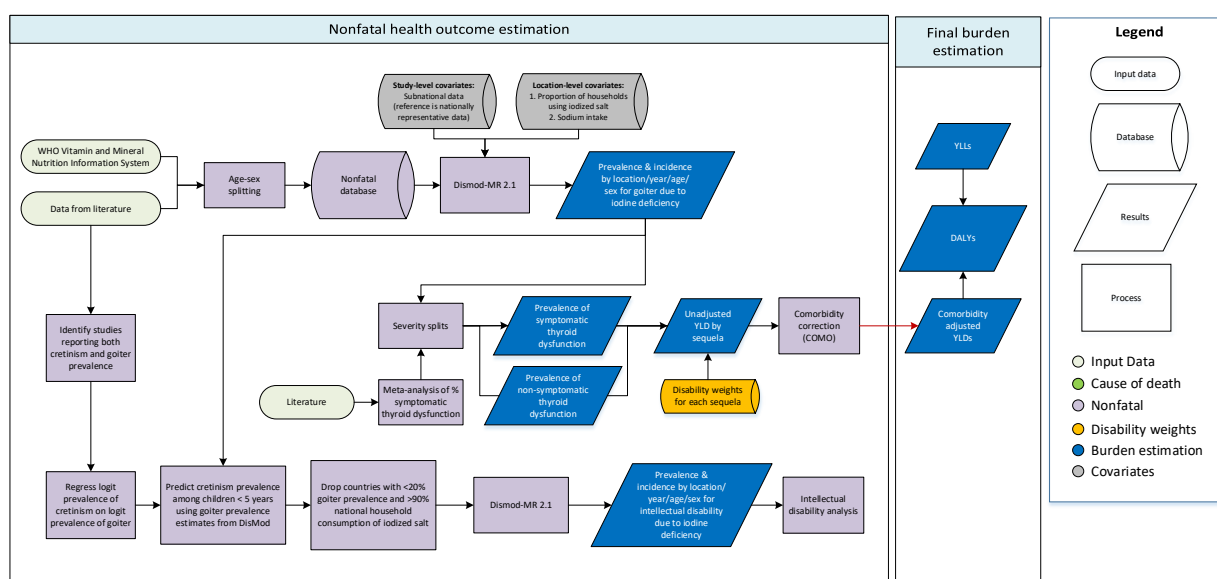 Nonfatal health outcome estimation
Final burden
estimation
Legend
Input data
Database
Results
Process
Input Data
Cause of death
Nonfatal
Disability weights
Burden estimation
Covariates
Study-level covariates:
Subnational data
(reference is nationally
representative data)
Location-level covariates:
1. Proportion of households
using iodized salt
2. Sodium intake
WHO Vitamin and Mineral
Nutrition Information System
Data from literature
Age-sex
splitting
Nonfatal
database
Dismod-MR 2.1
Prevalence & incidence
by location/year/age/
sex for goiter due to
iodine deficiency
YLLs
DALYs
Comorbidity
adjusted YLDs
Identify studies
reporting both
cretinism and goiter
prevalence
Severity splits
Prevalence of
symptomatic
thyroid
dysfunction
Unadjusted
YLD by
sequela
Comorbidity
correction
(COMO)
Literature
Meta-analysis of %
symptomatic
thyroid dysfunction
Prevalence of
non-symptomatic
thyroid
dysfunction
Disability weights
for each sequela
Regress logit
prevalence of
cretinism on logit
prevalence of goiter
Predict cretinism prevalence
among children < 5 years
using goiter prevalence
estimates from DisMod
Drop countries with <20%
goiter prevalence and >90%
national household
consumption of iodized salt
Dismod-MR 2.1
Prevalence &
incidence by location/
year/age/sex for
intellectual disability
due to iodine
deficiency
Intellectual
disability analysis